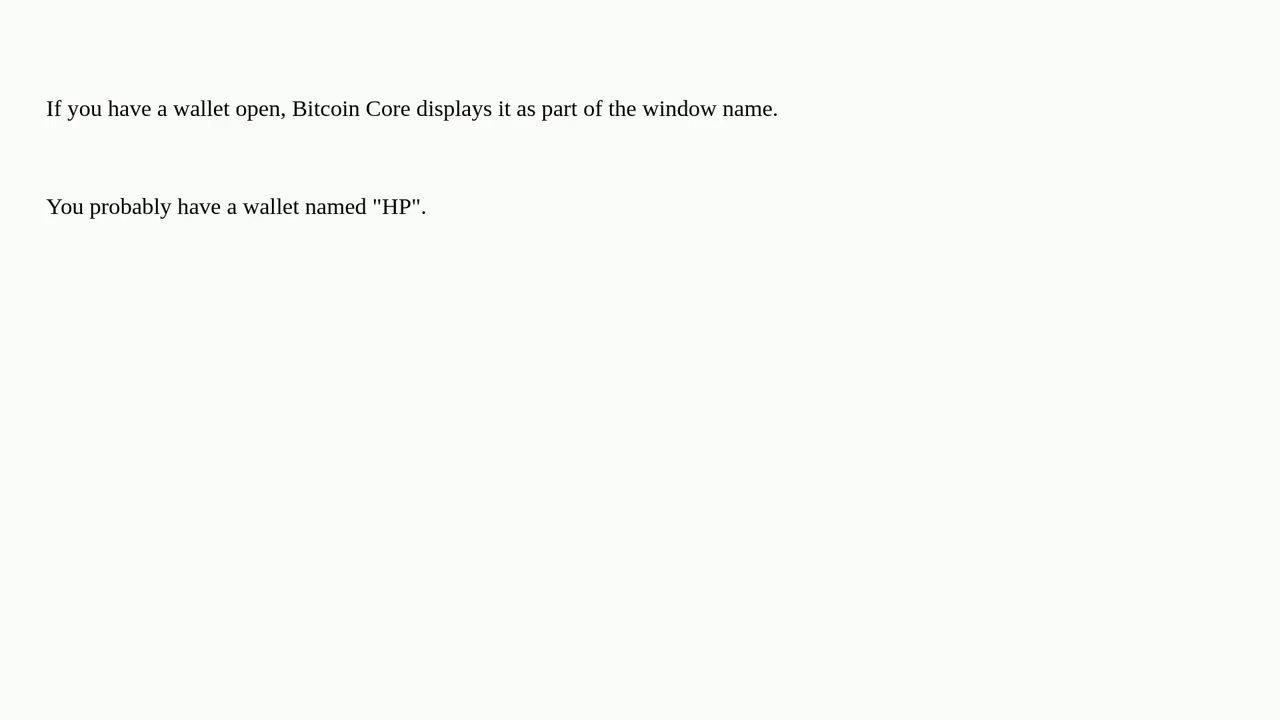 If you have a wallet open, Bitcoin Core displays it as part of the window name.
You probably have a wallet named "HP".